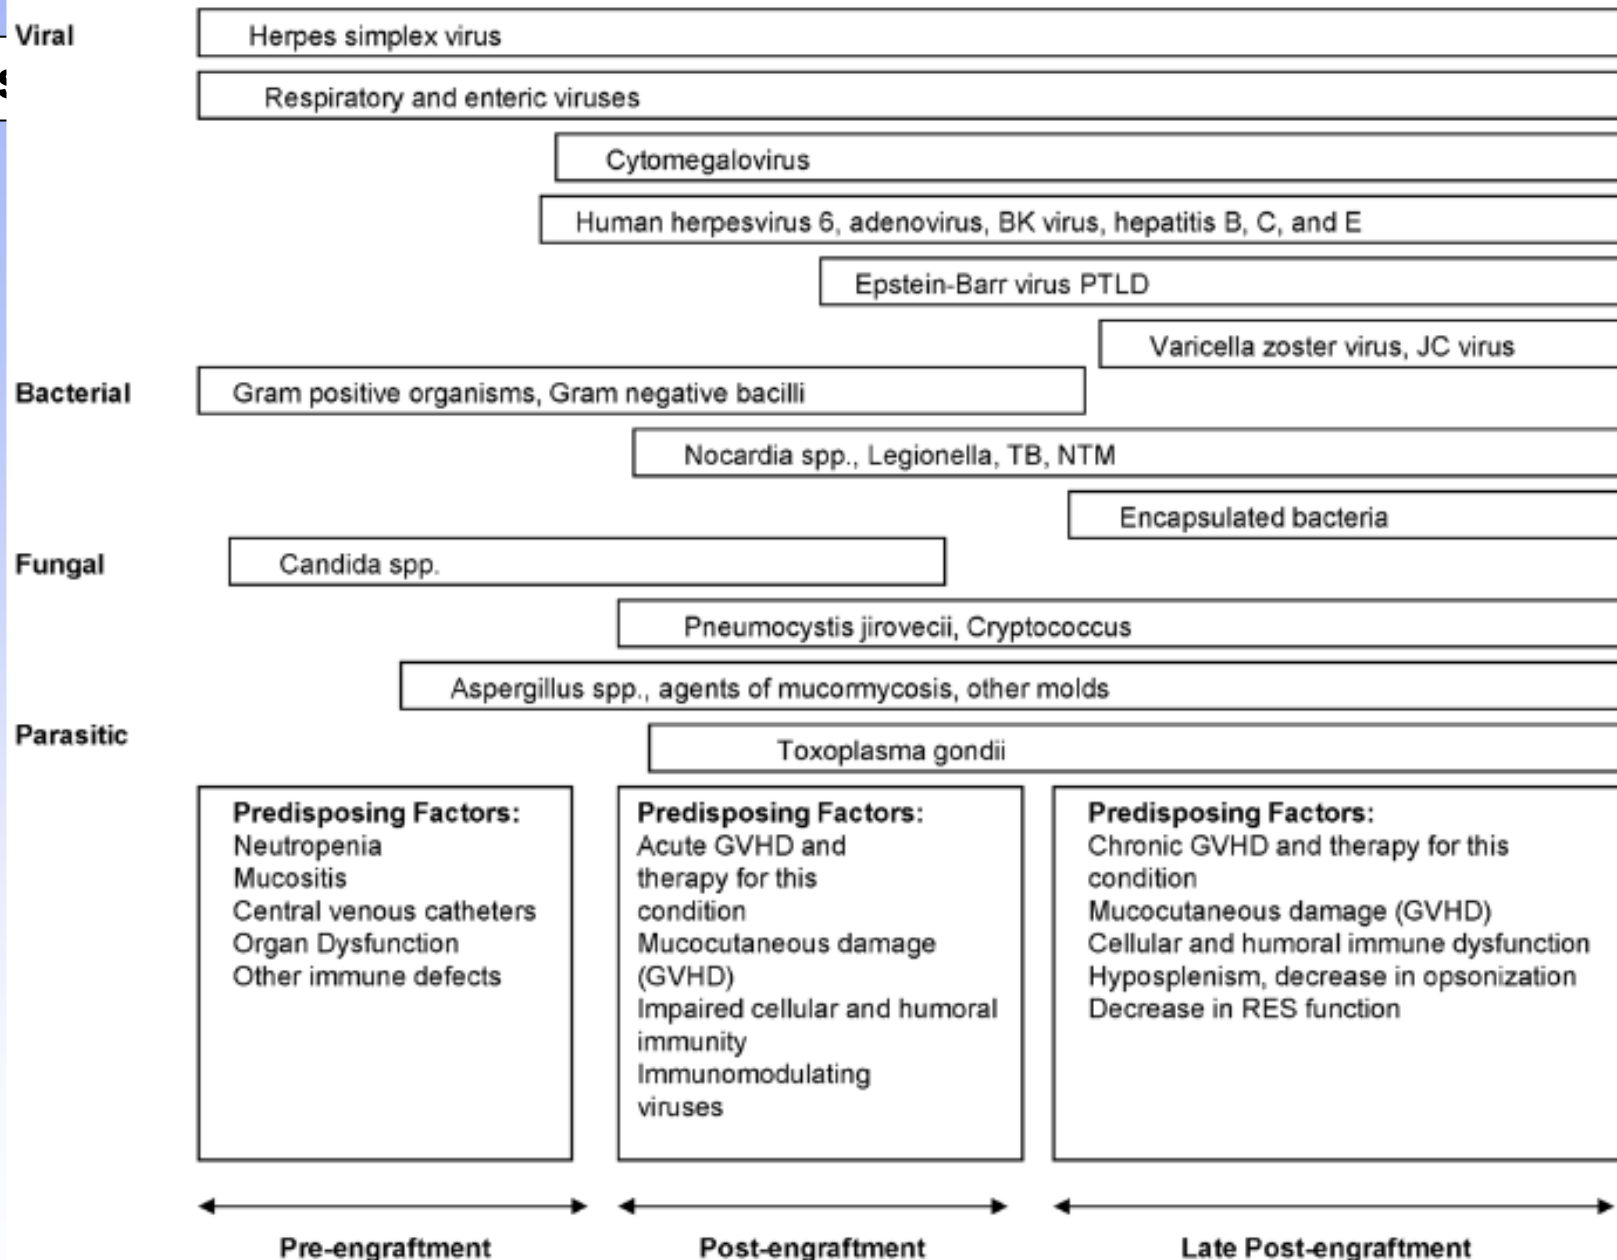 Viral
Herpes simplex virus
Respiratory and enteric viruses
Cytomegalovirus
Human herpesvirus 6, adenovirus, BK virus, hepatitis B, C, and E
Epstein-Barr virus PTLD
Varicella zoster virus, JC virus
Bacterial
Gram positive organisms, Gram negative bacilli
Nocardia spp., Legionella, TB, NTM
Encapsulated bacteria
Fungal
Candida spp.
Pneumocystis jirovecii, Cryptococcus
Aspergillus spp., agents of mucormycosis, other molds
Parasitic
Toxoplasma gondii
Predisposing Factors:
Neutropenia
Mucositis
Central venous catheters
Organ Dysfunction
Other immune defects
Predisposing Factors:
Acute GVHD and
therapy for this
condition
Mucocutaneous damage
(GVHD)
Impaired cellular and humoral
immunity
Immunomodulating
viruses
Predisposing Factors:
Chronic GVHD and therapy for this
condition
Mucocutaneous damage (GVHD)
Cellular and humoral immune dysfunction
Hyposplenism, decrease in opsonization
Decrease in RES function
Pre-engraftment
Post-engraftment
Late Post-engraftment